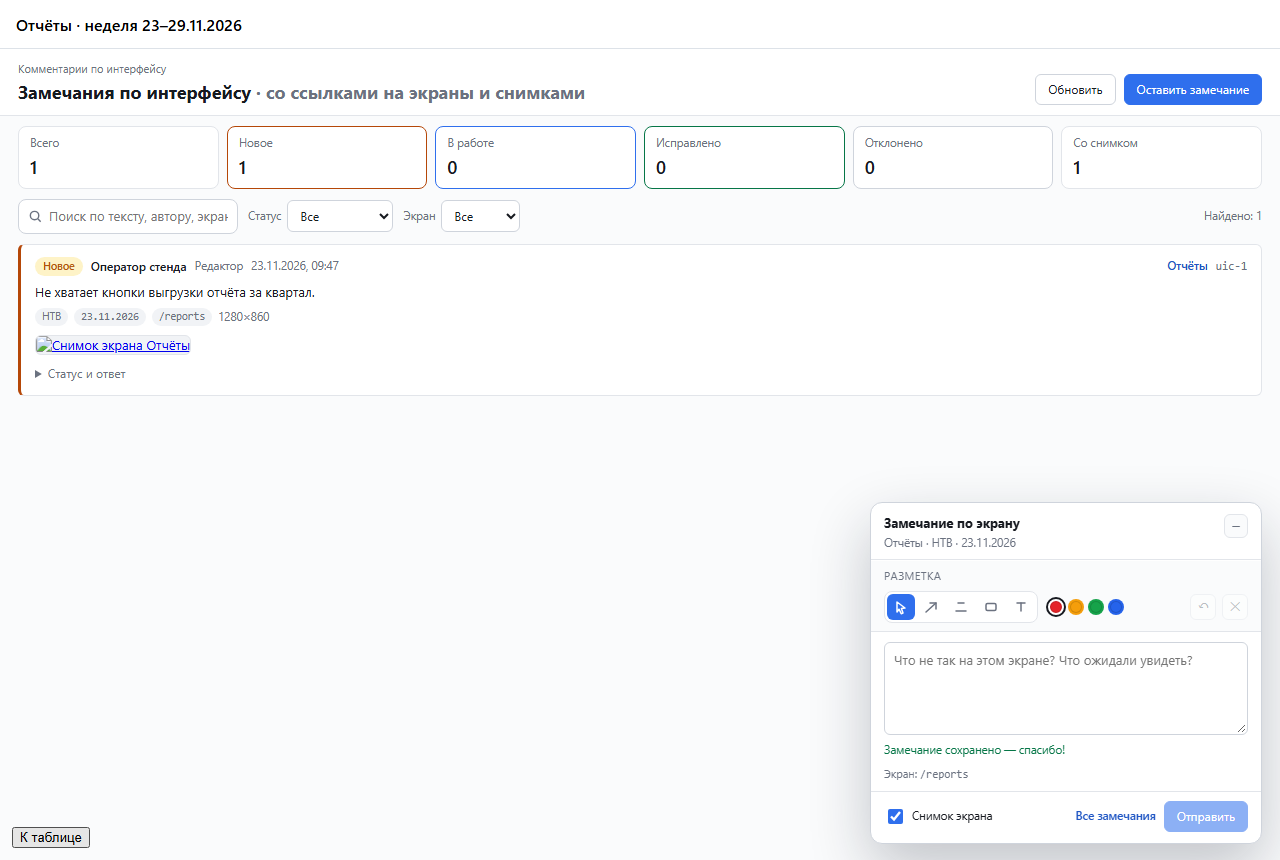 Отчёты · неделя 23–29.11.2026
Комментарии по интерфейсу
Замечания по интерфейсу · со ссылками на экраны и снимками
Обновить
Оставить замечание
Всего
1
Новое
1
В работе
0
Исправлено
0
Отклонено
0
Со снимком
1
Поиск по тексту, автору, экран
Статус
Все
Экран
Все
Найдено: 1
Новое Оператор стенда Редактор 23.11.2026, 09:47
Отчёты uic-1
Не хватает кнопки выгрузки отчёта за квартал.
НТВ 23.11.2026 /reports 1280×860
Снимок экрана Отчёты
Статус и ответ
Замечание по экрану
Отчёты · НТВ · 23.11.2026
РАЗМЕТКА
T
Что не так на этом экране? Что ожидали увидеть?
Замечание сохранено — спасибо!
Экран: /reports
Снимок экрана
Все замечания
Отправить
К таблице